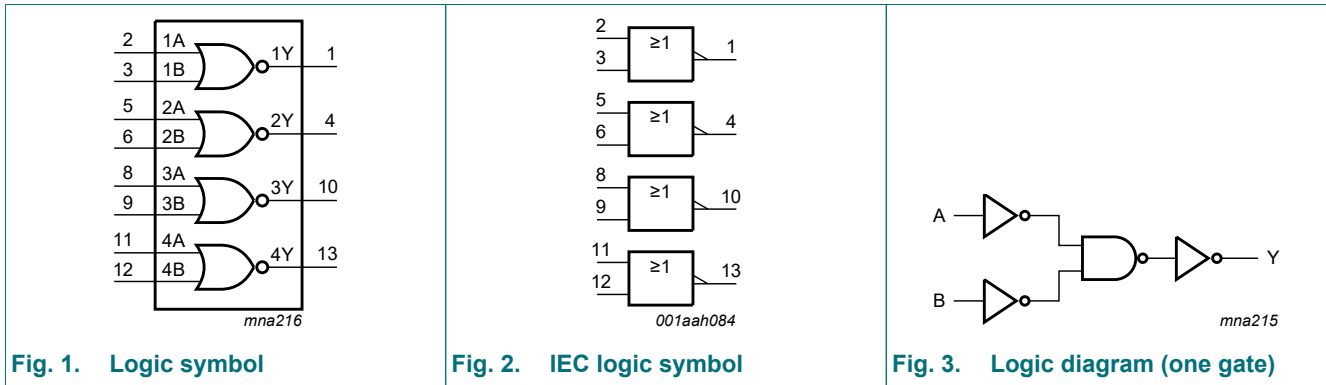 2 1A 1Y 1
3 1B
5 2A 2Y 4
6 2B
8 3A 3Y 10
9 3B
11 4A 4Y 13
12 4B
mna216
Fig. 1. Logic symbol
2 ≥1 1
3
5 ≥1 4
6
8 ≥1 10
9
11 ≥1 13
12
001aah084
Fig. 2. IEC logic symbol
A
Y
B
mna215
Fig. 3. Logic diagram (one gate)